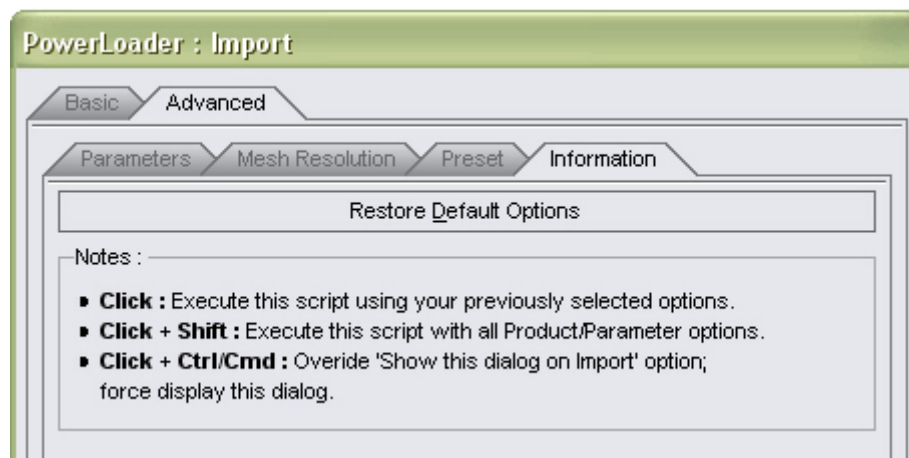 PowerLoader : Import
Basic Advanced
Parameters Mesh Resolution Preset Information
Restore Default Options
Notes :
• Click : Execute this script using your previously selected options.
• Click + Shift : Execute this script with all Product/Parameter options.
• Click + Ctrl/Cmd : Overide 'Show this dialog on Import' option;
force display this dialog.